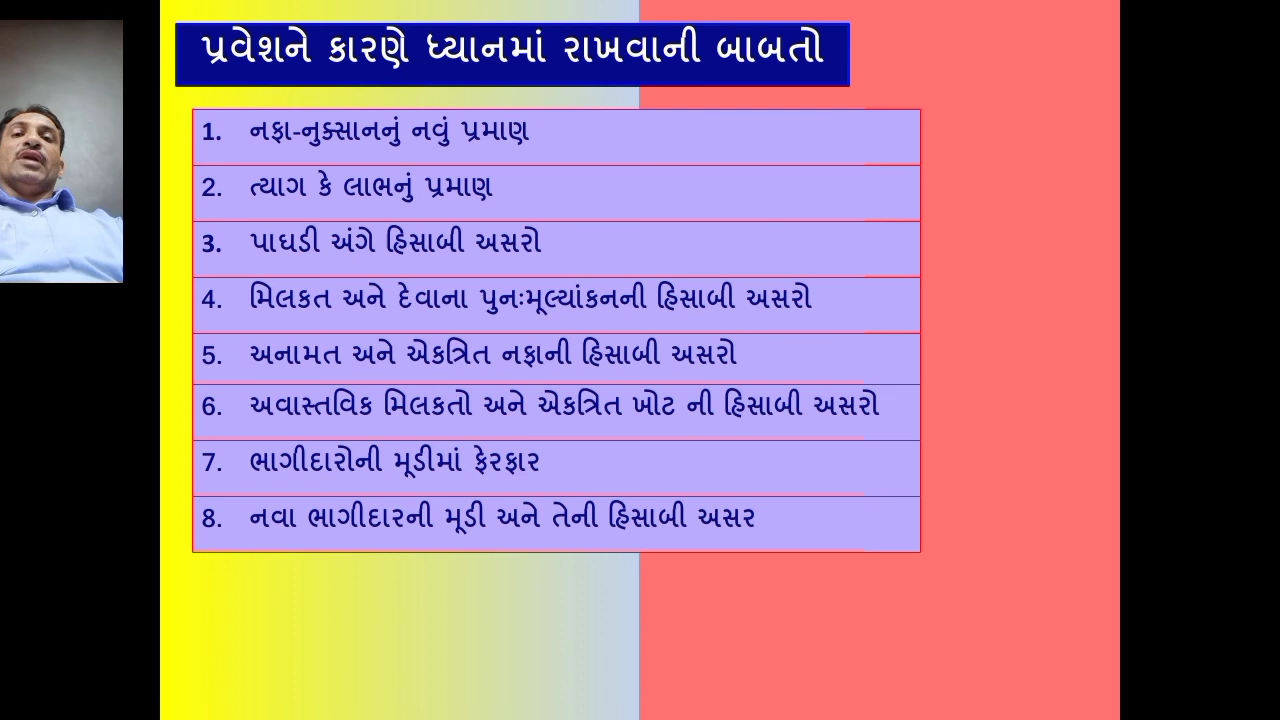 પ્રવેશને કારણે ધ્યાનમાં રાખવાની બાબતો
1. નફા-નુક્સાનનું નવું પ્રમાણ
2. ત્યાગ કે લાભનું પ્રમાણ
3. પાઘડી અંગે હિસાબી અસરો
4. મિલકત અને દેવાના પુનઃમૂલ્યાંકનની હિસાબી અસરો
5. અનામત અને એકત્રિત નફાની હિસાબી અસરો
6. અવાસ્તવિક મિલકતો અને એકત્રિત ખોટ ની હિસાબી અસરો
7. ભાગીદારોની મૂડીમાં ફેરફાર
8. નવા ભાગીદારની મૂડી અને તેની હિસાબી અસર